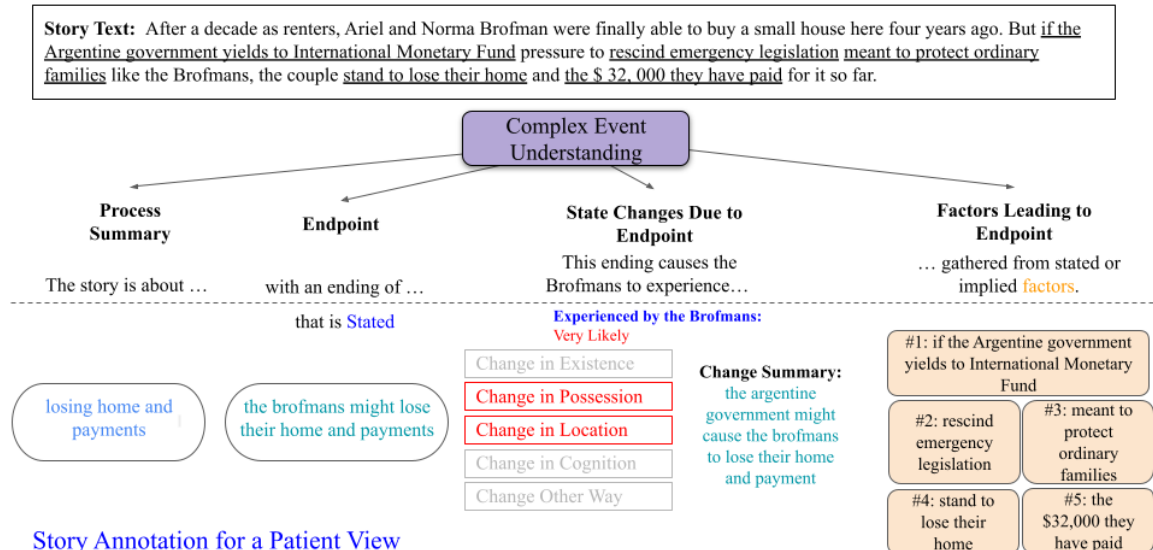 Story Text: After a decade as renters, Ariel and Norma Brofman were finally able to buy a small house here four years ago. But if the
Argentine government yields to International Monetary Fund pressure to rescind emergency legislation meant to protect ordinary
families like the Brofmans, the couple stand to lose their home and the $ 32, 000 they have paid for it so far.
Complex Event
Understanding
Process
Summary
The story is about …
Endpoint
with an ending of …
State Changes Due to
Endpoint
This ending causes the
Brofmans to experience…
Factors Leading to
Endpoint
… gathered from stated or
implied factors.
losing home and
payments
that is Stated
the brofmans might lose
their home and payments
Experienced by the Brofmans:
Very Likely
Change in Existence
Change in Possession
Change in Location
Change in Cognition
Change Other Way
Change Summary:
the argentine
government might
cause the brofmans
to lose their home
and payment
#1: if the Argentine government
yields to International Monetary
Fund
#2: rescind
emergency
legislation
#3: meant to
protect
ordinary
families
#4: stand to
lose their
home
#5: the
$32,000 they
have paid
Story Annotation for a Patient View